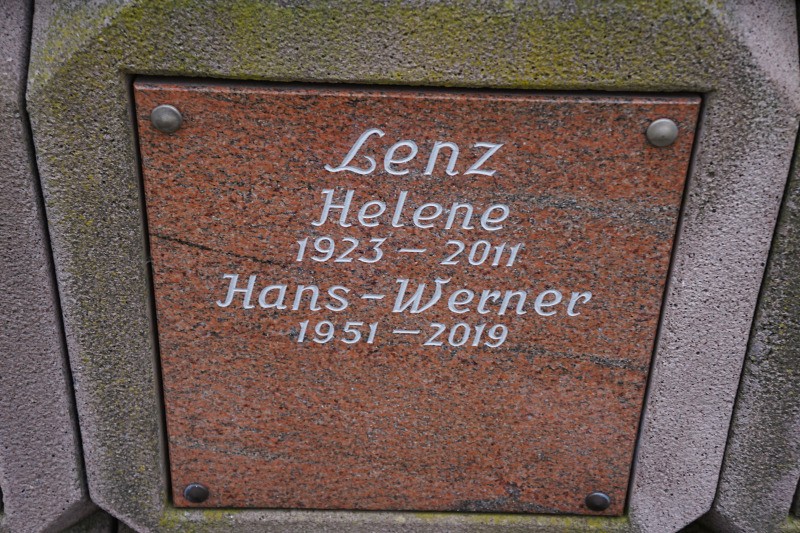 Lenz
Helene
1923 – 2011
Hans-Werner
1951 – 2019